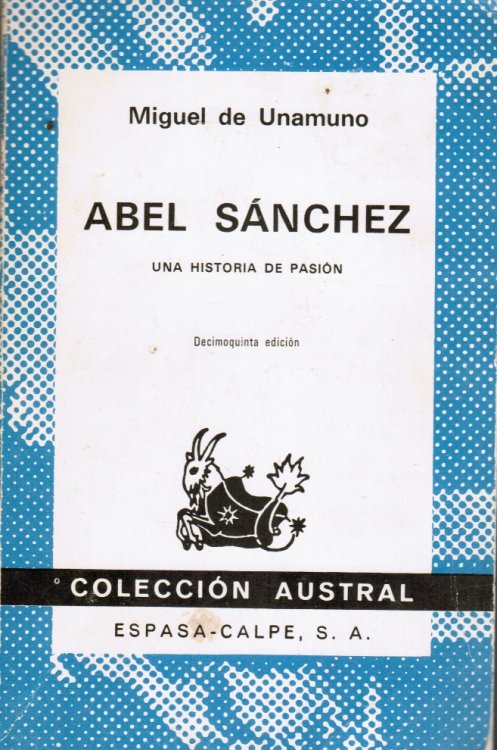 Miguel de Unamuno
ABEL SÁNCHEZ
UNA HISTORIA DE PASIÓN
Decimoquinta edición
COLECCIÓN AUSTRAL
ESPASA-CALPE, S. A.